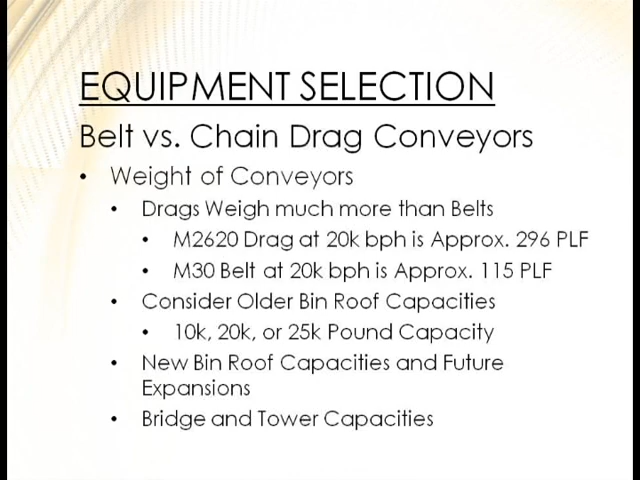 EQUIPMENT SELECTION
Belt vs. Chain Drag Conveyors
• Weight of Conveyors
• Drags Weigh much more than Belts
• M2620 Drag at 20k bph is Approx. 296 PLF
• M30 Belt at 20k bph is Approx. 115 PLF
• Consider Older Bin Roof Capacities
• 10k, 20k, or 25k Pound Capacity
• New Bin Roof Capacities and Future
Expansions
• Bridge and Tower Capacities